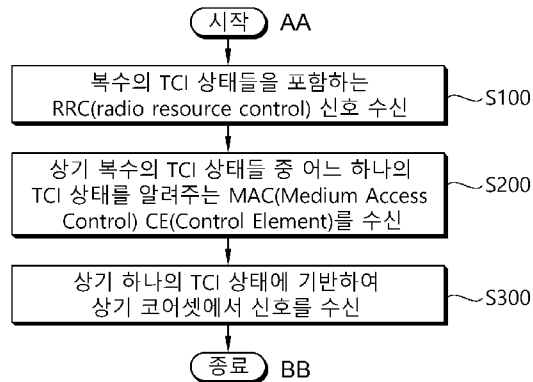 시작 AA
복수의 TCI 상태들을 포함하는
RRC(radio resource control) 신호 수신
S100
상기 복수의 TCI 상태들 중 어느 하나의
TCI 상태를 알려주는 MAC(Medium Access
Control) CE(Control Element)를 수신
S200
상기 하나의 TCI 상태에 기반하여
상기 코어셋에서 신호를 수신
S300
종료 BB